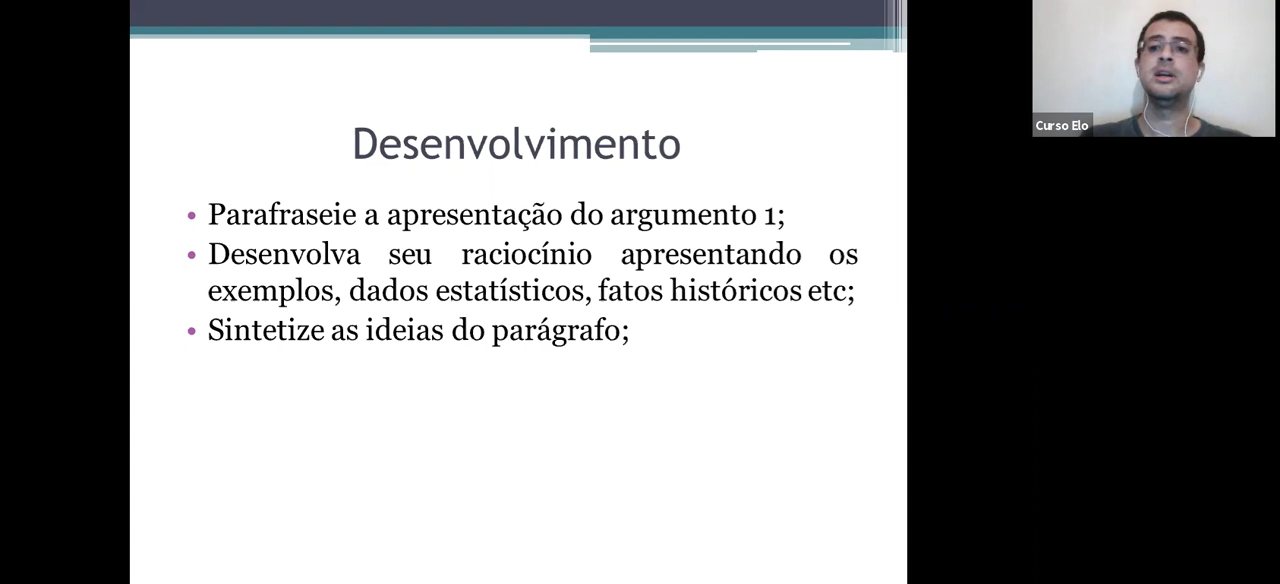 Desenvolvimento
• Parafraseie a apresentação do argumento 1;
• Desenvolva seu raciocínio apresentando os
exemplos, dados estatísticos, fatos históricos etc;
• Sintetize as ideias do parágrafo;
Curso Elo